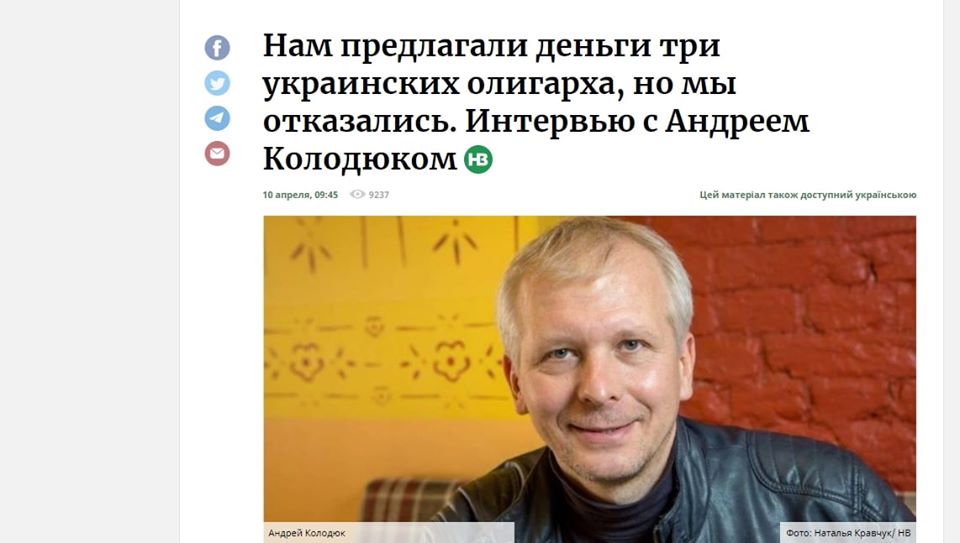 Нам предлагали деньги три
украинских олигарха, но мы
отказались. Интервью с Андреем
Колодюком НВ
10 апреля, 09:45 9237 Цей матеріал також доступний українською
Андрей Колодюк Фото: Наталья Кравчук/ НВ